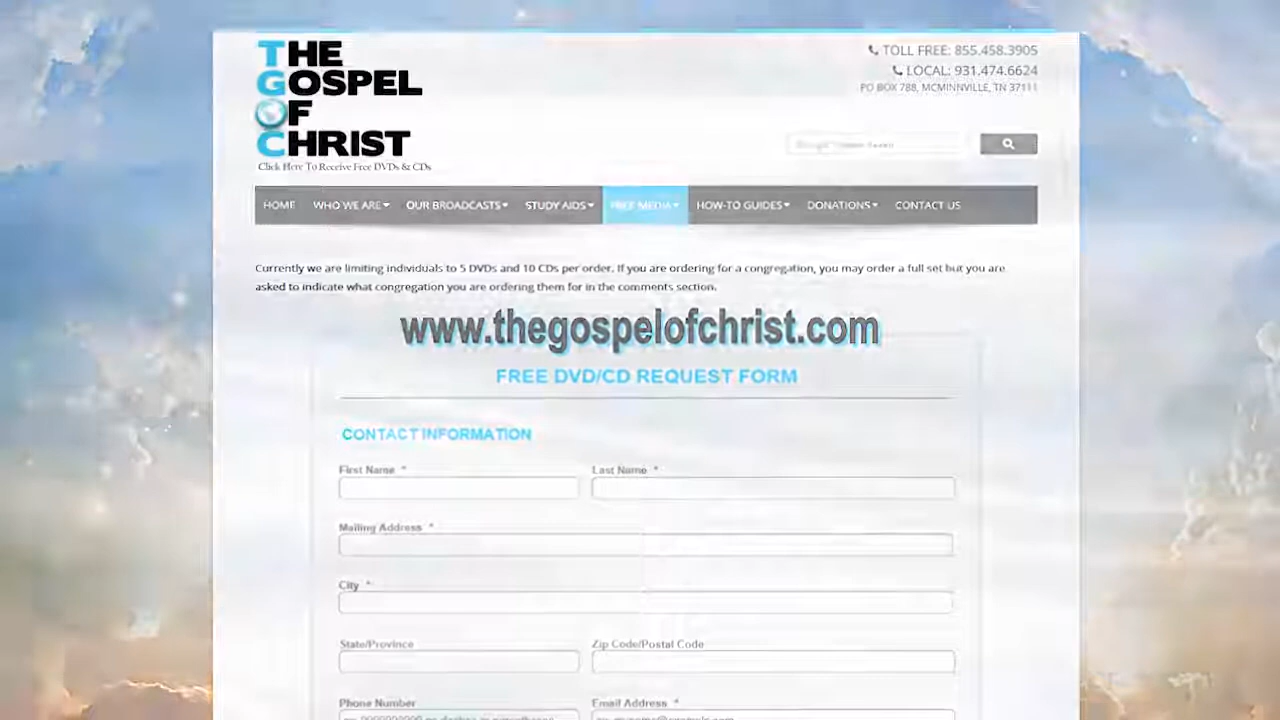 THE
GOSPEL
OF
CHRIST
Click Here To Receive Free DVDs & CDs
TOLL FREE: 855.458.3905
LOCAL: 931.474.6624
PO BOX 788, MCMINNVILLE, TN 37111
HOME WHO WE ARE OUR BROADCASTS STUDY AIDS FREE MEDIA HOW-TO GUIDES DONATIONS CONTACT US
Currently we are limiting individuals to 5 DVDs and 10 CDs per order. If you are ordering for a congregation, you may order a full set but you are
asked to indicate what congregation you are ordering them for in the comments section.
www.thegospelofchrist.com
FREE DVD/CD REQUEST FORM
CONTACT INFORMATION
First Name * Last Name *
Mailing Address *
City *
State/Province Zip Code/Postal Code
Phone Number Email Address *